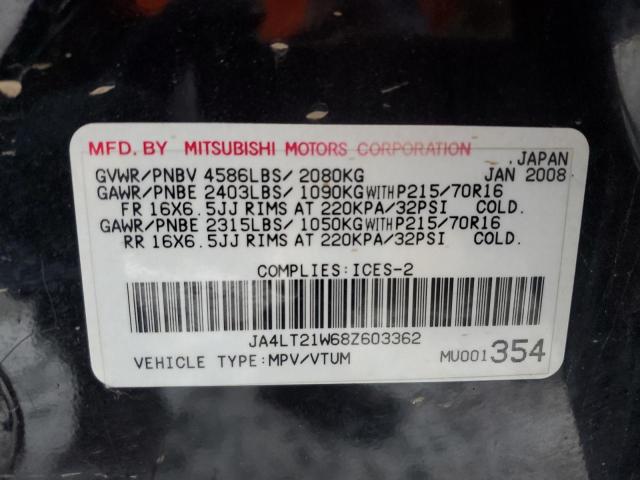 MFD. BY MITSUBISHI MOTORS CORPORATION
, JAPAN
GVWR/PNBV 4586LBS/ 2080KG JAN 2008
GAWR/PNBE 2403LBS/ 1090KG WITH P215/70R16
FR 16X6.5JJ RIMS AT 220KPA/32PSI COLD.
GAWR/PNBE 2315LBS/ 1050KG WITH P215/70R16
RR 16X6.5JJ RIMS AT 220KPA/32PSI COLD.
COMPLIES:ICES-2
JA4LT21W68Z603362
VEHICLE TYPE:MPV/VTUM MU001354